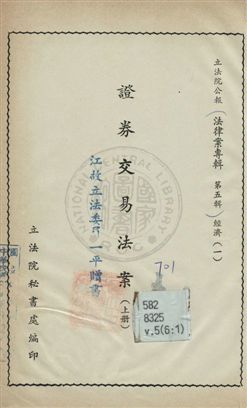 立法院公報(法律案專輯 第五輯)經濟(一)
證券交易法案(上册)
江故立法委員一平贈書
立法院秘書處編印
701
582
8325
v.5(6:1)